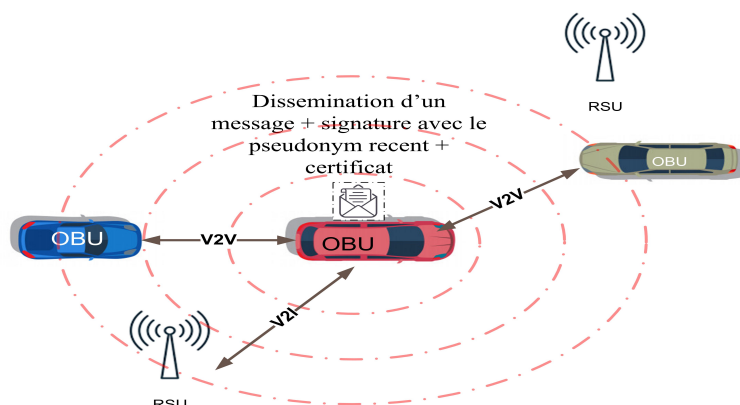 RSU
Dissemination d'un
message + signature avec le
pseudonym recent +
certificat
OBU
V2V
OBU
V2V
OBU
V2I
RSU